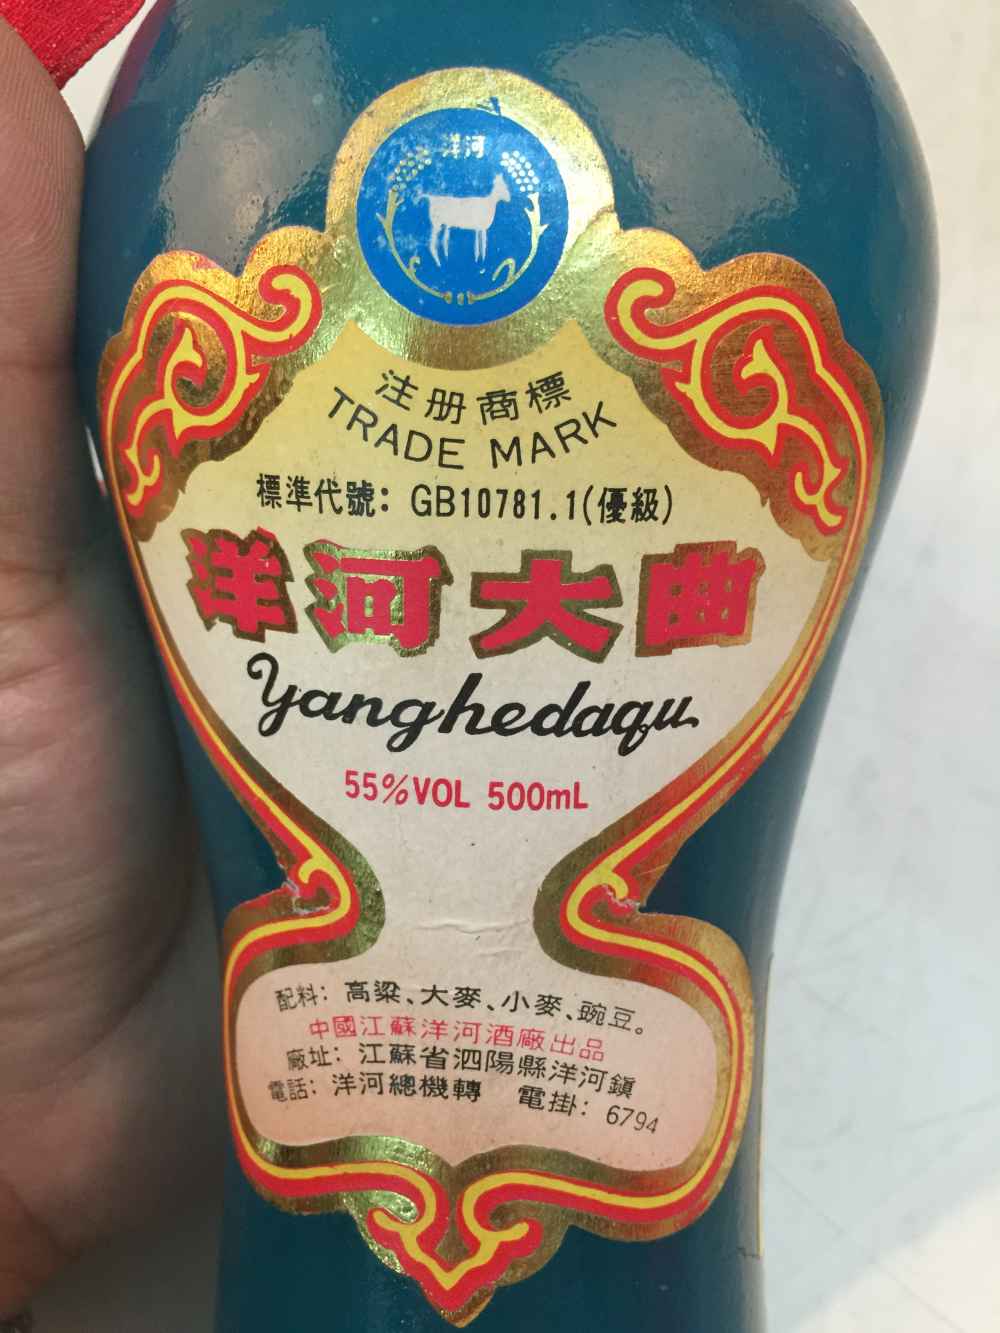 洋河
注册商標
TRADE MARK
標準代號：GB10781.1(優級)
洋河大曲
Yanghedaqu
55%VOL 500mL
配料：高粱、大麥、小麥、豌豆。
中國江蘇洋河酒廠出品
廠址：江蘇省泗陽縣洋河鎮
電話：洋河總機轉 電掛：6794